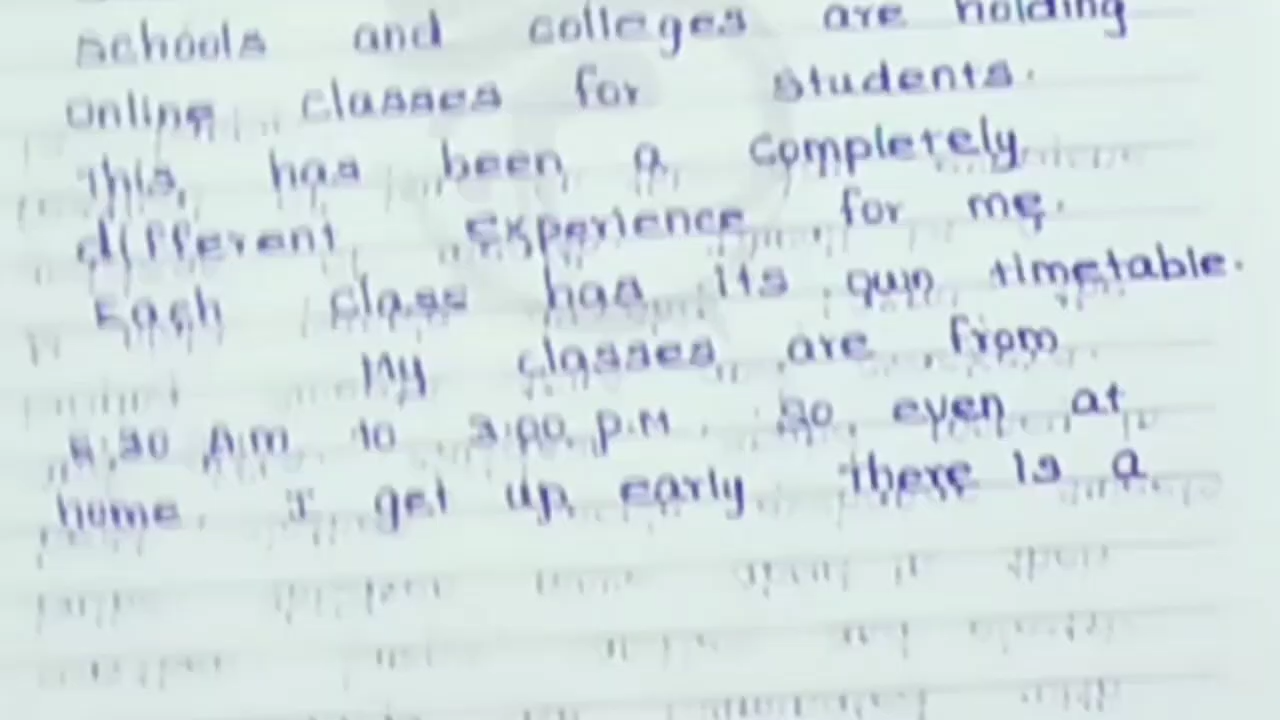 schools and colleges are holding
online classes for students.
This has been a completely
different experience for me.
Each class has its own timetable.
My classes are from
8:30 A.m to 3:00 P.M. So even at
home I get up early there is a